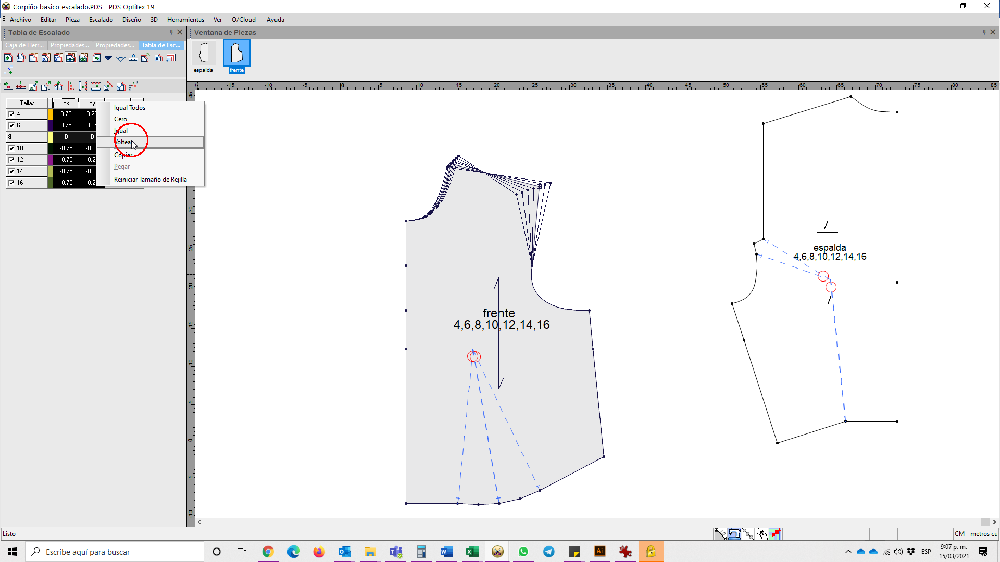 Corpiño basico escalado.PDS - PDS Optitex 19
Archivo Editar Pieza Escalado Diseño 3D Herramientas Ver O/Cloud Ayuda
Tabla de Escalado
Ventana de Piezas
Caja de Herr... Propiedades... Propiedades... Tabla de Esc...
espalda
frente
-15 -10 -5 0 5 10 15 20 25 30 35 40 45 50 55 60 65 70 75 80 85
Tallas dx dy
4 0.75 0.25
6 0.75 0.25
8 0 0
10 -0.75 -0.2
12 -0.75 -0.2
14 -0.75 -0.2
16 -0.75 -0.2
Igual Todos
Cero
Igual
Voltear
Copiar
Pegar
Reiniciar Tamaño de Rejilla
45
30
25
20
15
10
5
0
-5
-10
espalda
4,6,8,10,12,14,16
frente
4,6,8,10,12,14,16
Listo
CM - metros cu
Escribe aquí para buscar
ESP
9:07 p. m.
15/03/2021